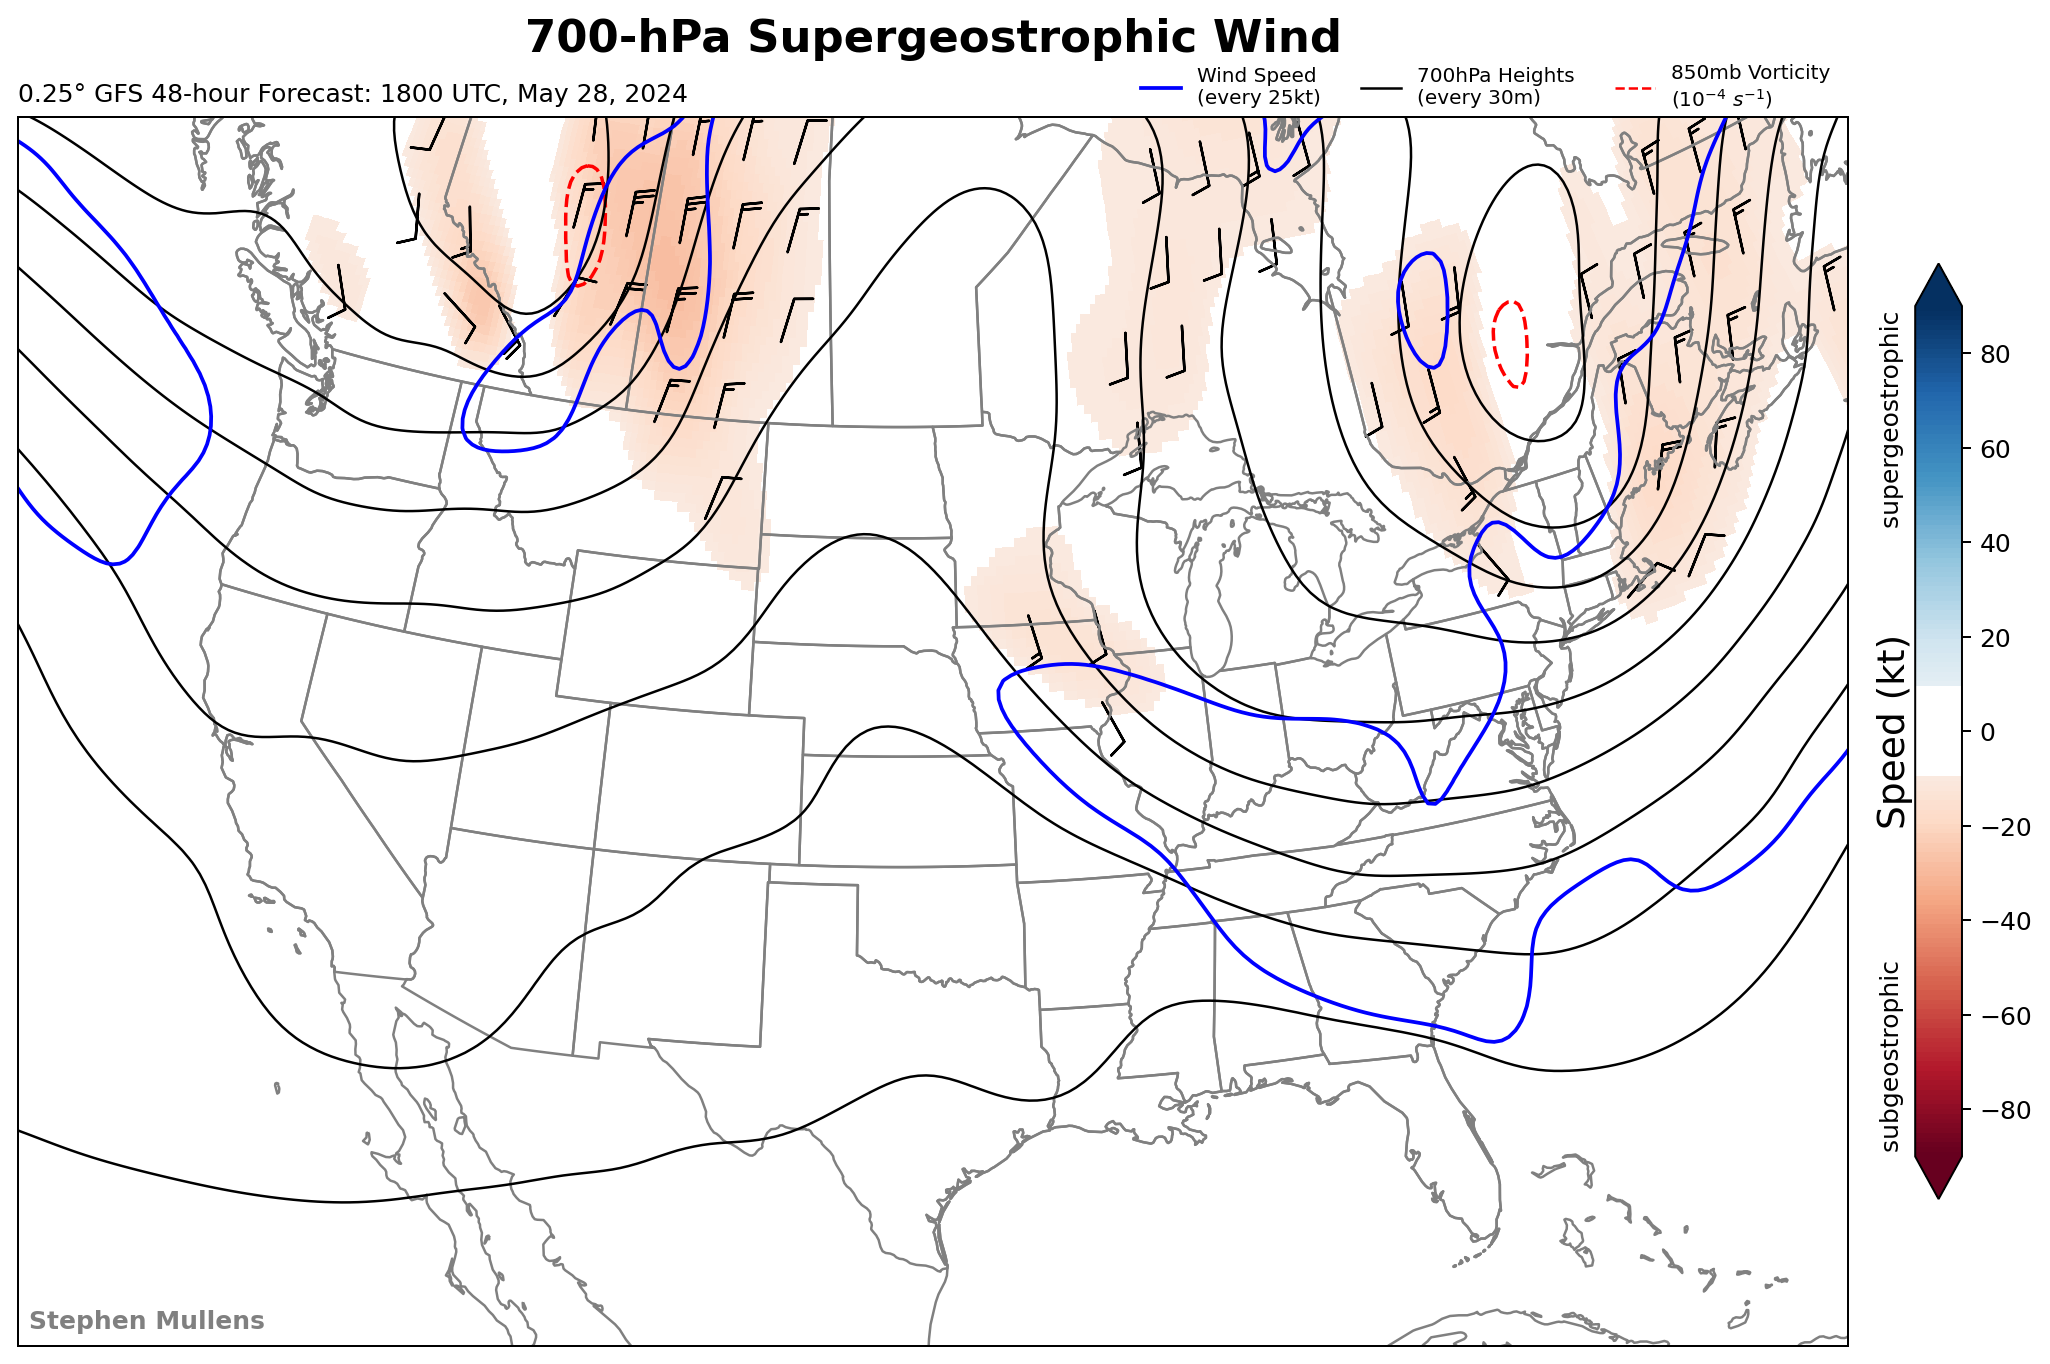 700-hPa Supergeostrophic Wind
0.25° GFS 48-hour Forecast: 1800 UTC, May 28, 2024
Wind Speed
(every 25kt)
700hPa Heights
(every 30m)
850mb Vorticity
(10⁻⁴ s⁻¹)
supergeostrophic
subgeostrophic
Speed (kt)
80
60
40
20
0
−20
−40
−60
−80
Stephen Mullens